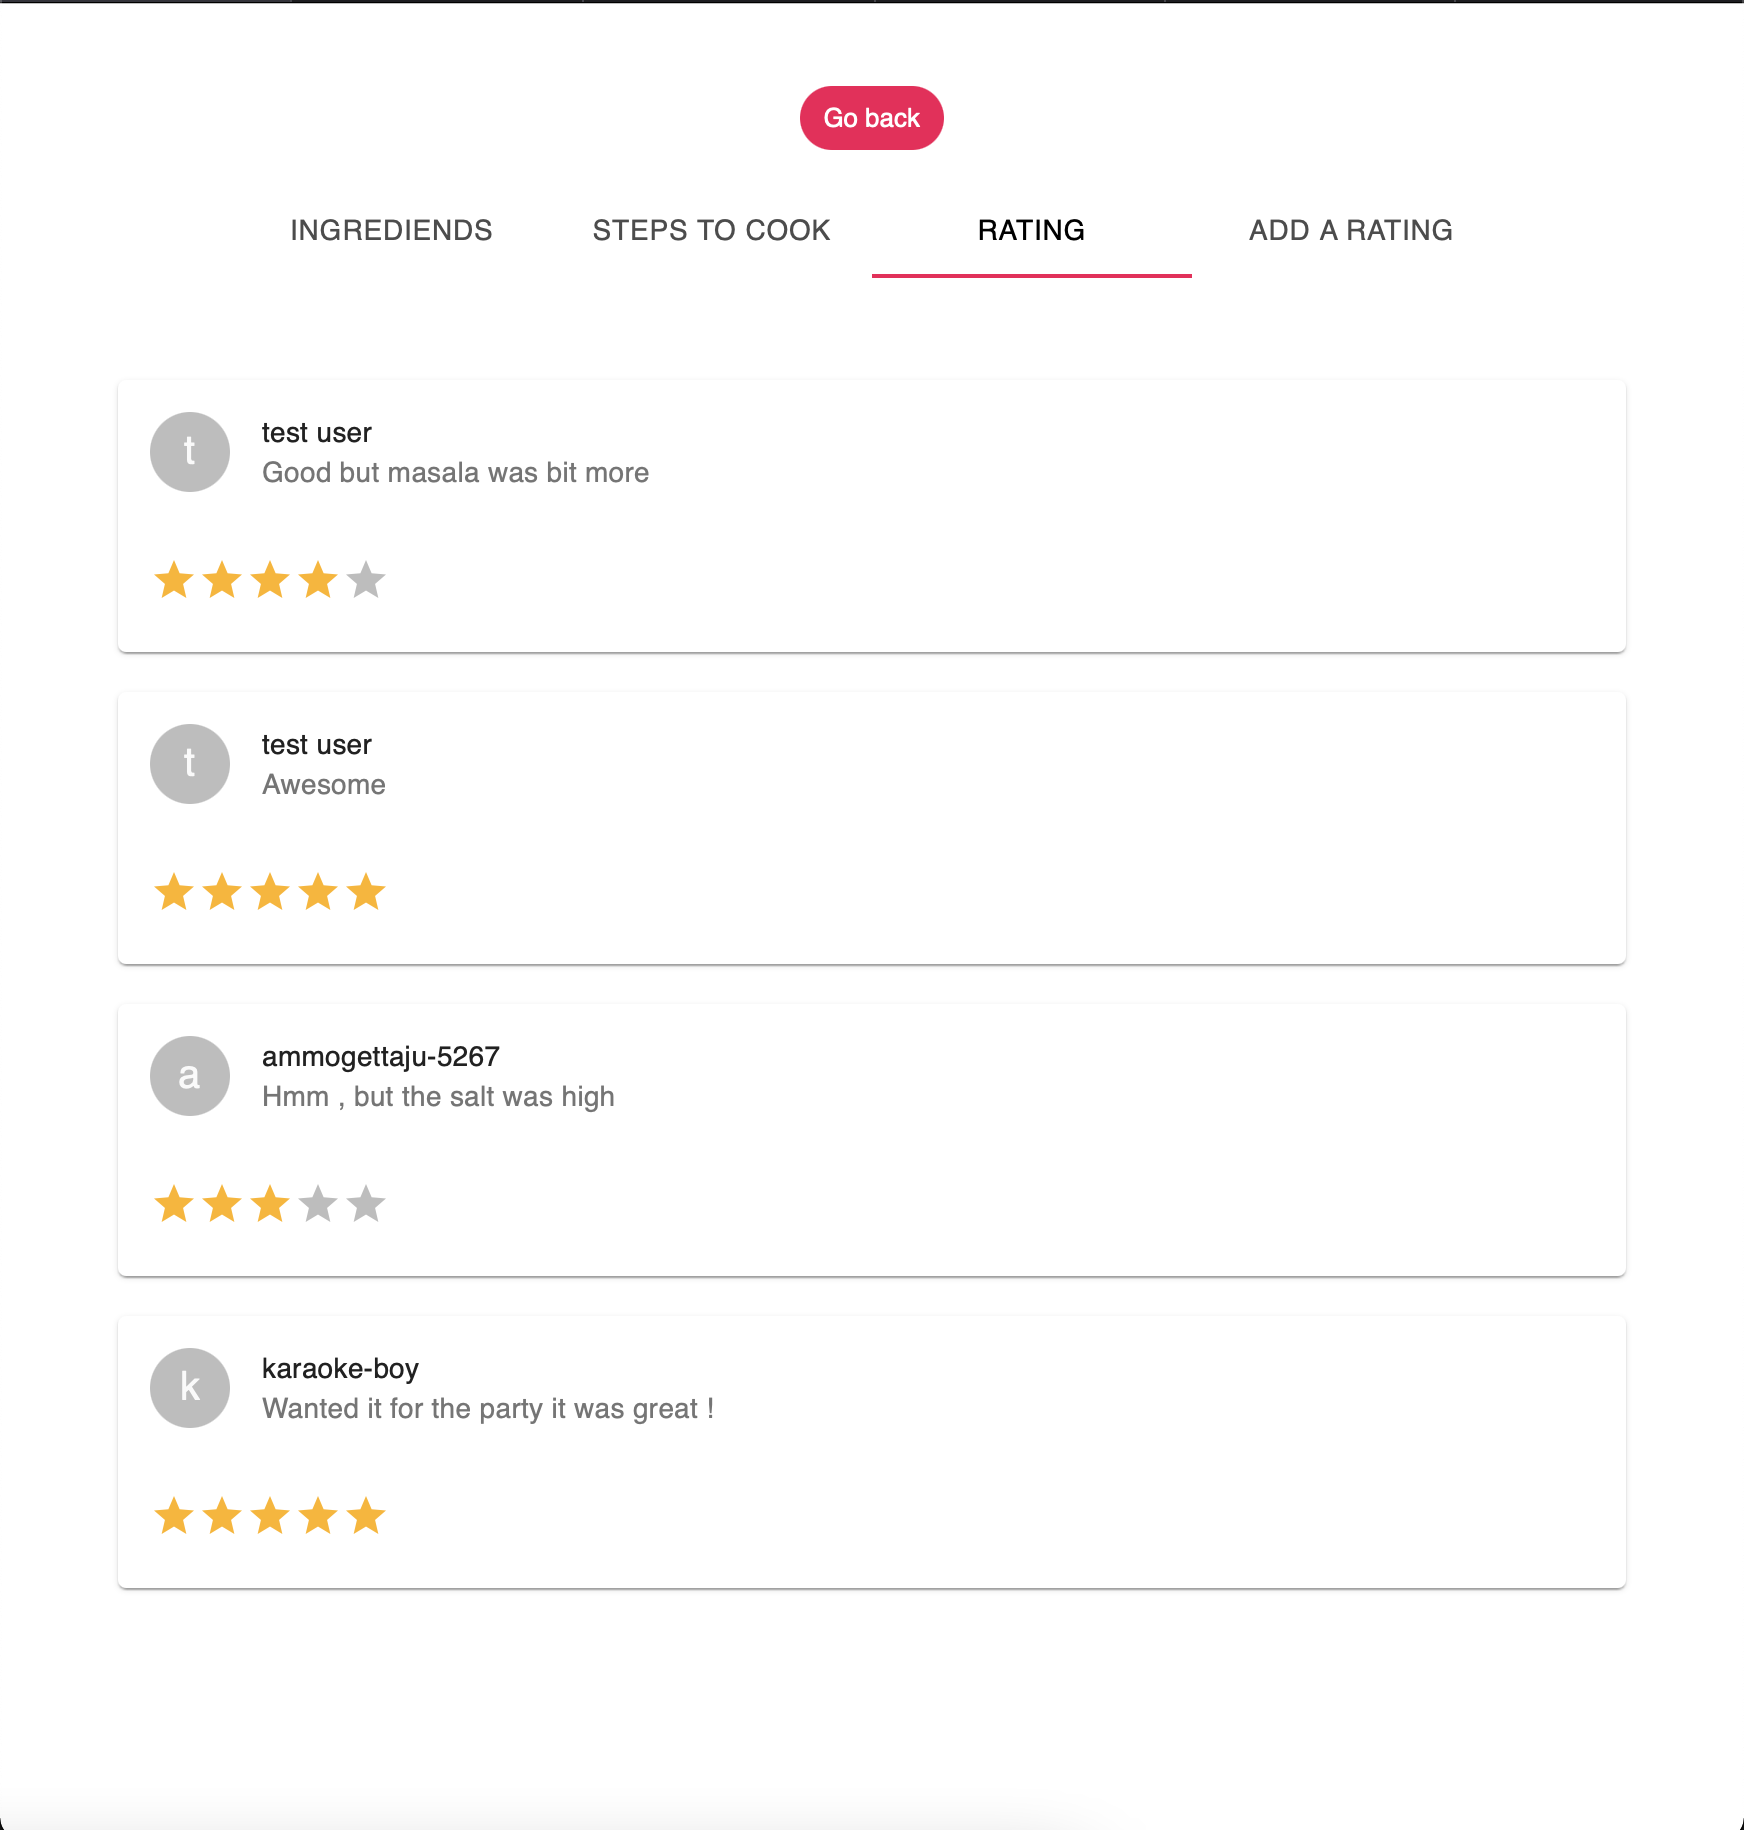 Go back
INGREDIENDS STEPS TO COOK RATING ADD A RATING
t
test user
Good but masala was bit more
t
test user
Awesome
a
ammogettaju-5267
Hmm , but the salt was high
k
karaoke-boy
Wanted it for the party it was great !